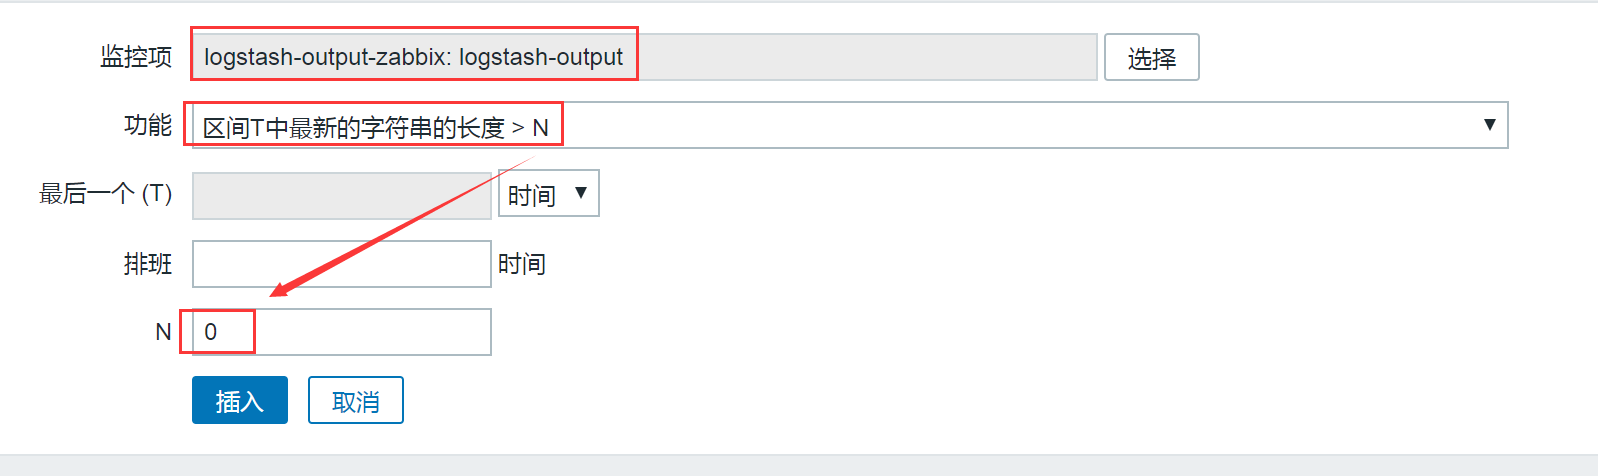 监控项 logstash-output-zabbix: logstash-output 选择
功能 区间T中最新的字符串的长度 > N
最后一个 (T) 时间
排班 时间
N 0
插入 取消